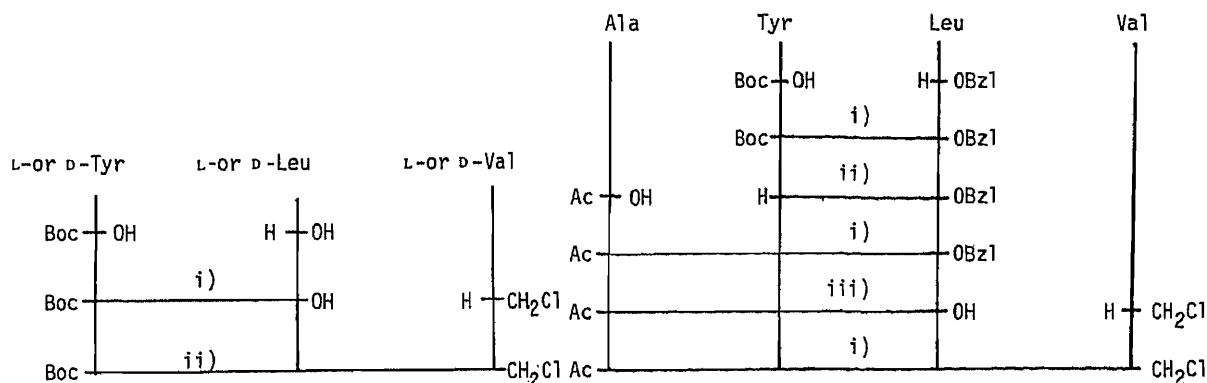 L-or D-Tyr L-or D-Leu L-or D-Val
Boc OH H OH
i)
Boc OH H CH2Cl
ii)
Boc CH2Cl
Ala Tyr Leu Val
Boc OH H OBzl
i)
Boc OBzl
ii)
Ac OH H OBzl
i)
Ac OBzl
iii)
Ac OH H CH2Cl
i)
Ac CH2Cl